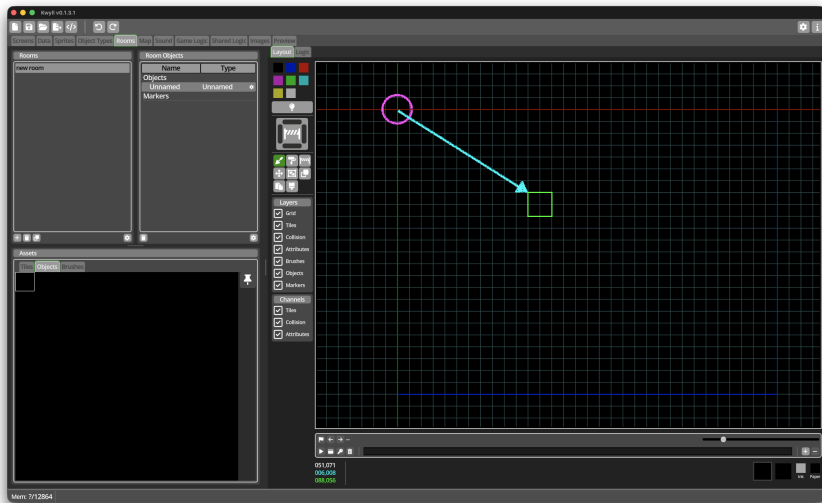 Kwyll v0.1.3.1
Screens Data Sprites Object Types Rooms Map Sound Game Logic Shared Logic Images Preview
Rooms
new room
Room Objects
Name Type
Objects
Unnamed Unnamed
Markers
Layout Logic
Layers
Grid
Tiles
Collision
Attributes
Brushes
Objects
Markers
Channels
Tiles
Collision
Attributes
Assets
Tiles Objects Brushes
051,071
006,008
088,056
Ink Paper
Mem: ?/12864